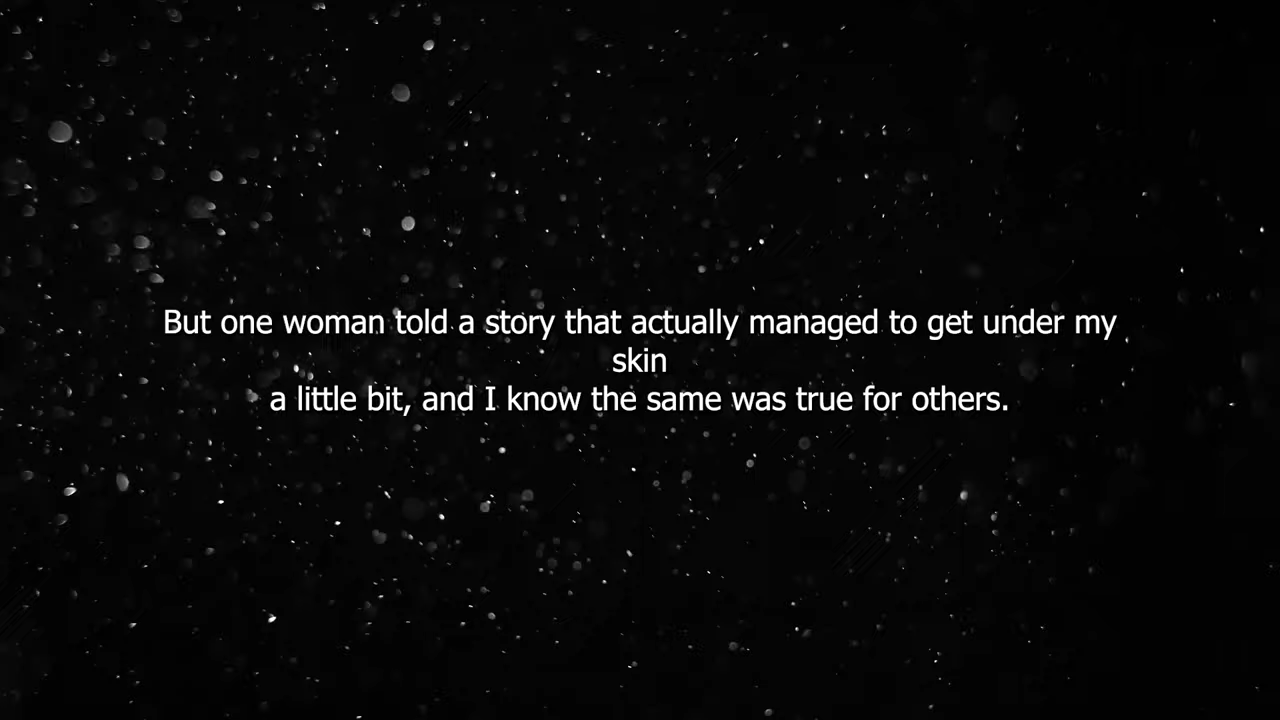 But one woman told a story that actually managed to get under my
skin
a little bit, and I know the same was true for others.